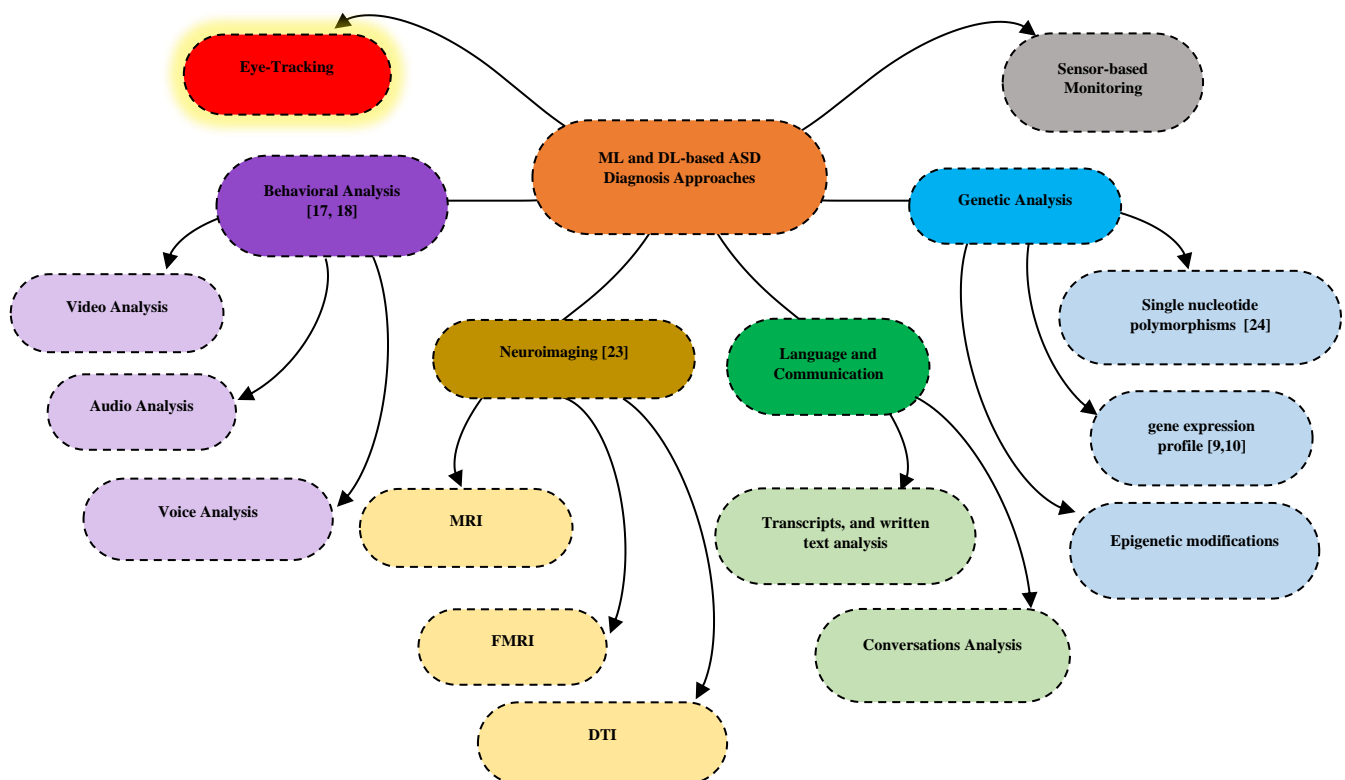 Eye-Tracking
Sensor-based
Monitoring
ML and DL-based ASD
Diagnosis Approaches
Behavioral Analysis
[17, 18]
Genetic Analysis
Video Analysis
Single nucleotide
polymorphisms [24]
Neuroimaging [23]
Language and
Communication
Audio Analysis
gene expression
profile [9,10]
Voice Analysis
MRI
Transcripts, and written
text analysis
Epigenetic modifications
FMRI
Conversations Analysis
DTI